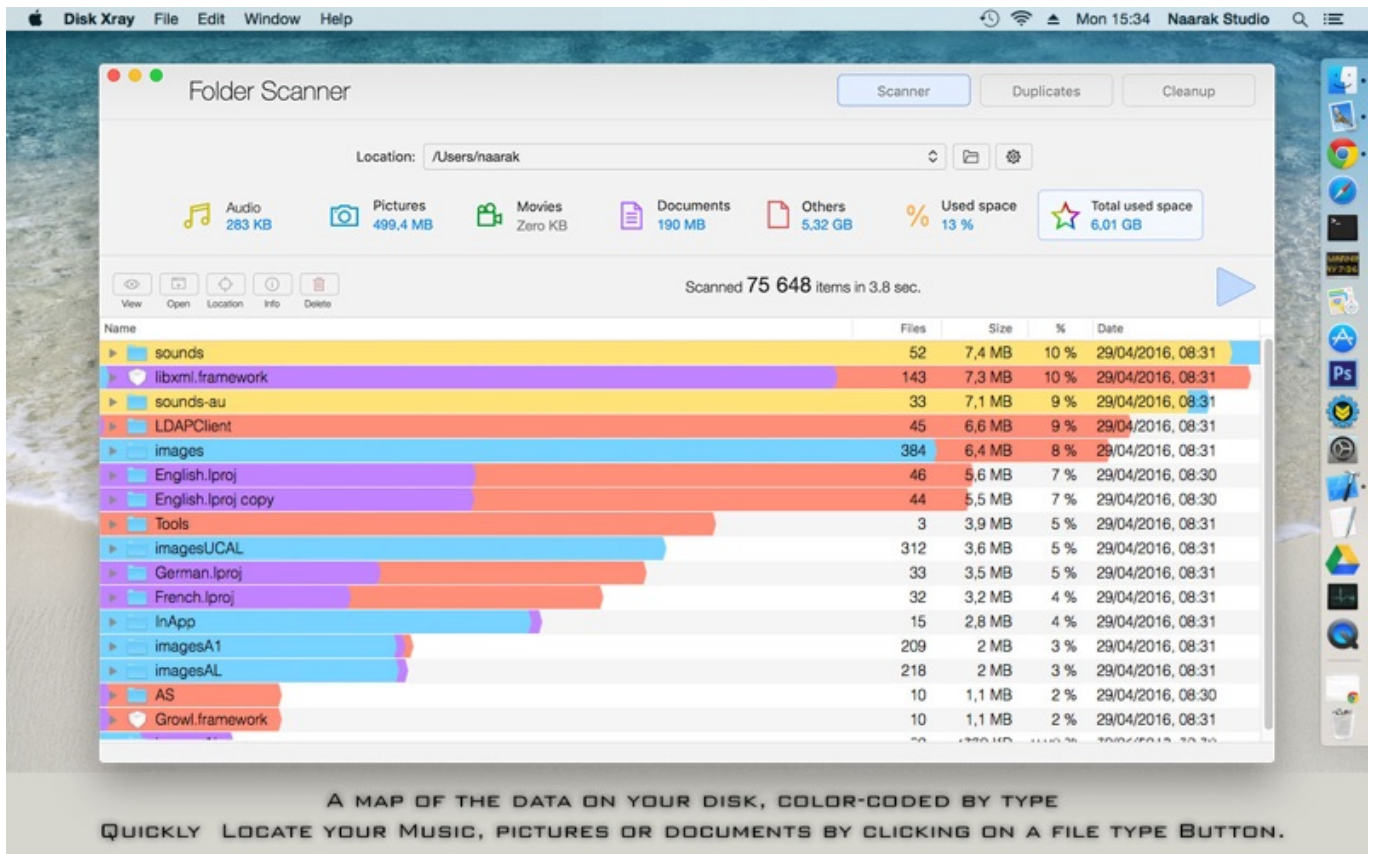 Disk Xray File Edit Window Help Mon 15:34 Naarak Studio
Folder Scanner Scanner Duplicates Cleanup
Location: /Users/naarak
Audio Pictures Movies Documents Others Used space Total used space
283 KB 499,4 MB Zero KB 190 MB 5,32 GB 13 % 6,01 GB
Scanned 75 648 items in 3.8 sec.
View Open Location Info Delete
Name Files Size % Date
sounds 52 7,4 MB 10 % 29/04/2016, 08:31
libxml.framework 143 7,3 MB 10 % 29/04/2016, 08:31
sounds-au 33 7,1 MB 9 % 29/04/2016, 08:31
LDAPClient 45 6,6 MB 9 % 29/04/2016, 08:31
images 384 6,4 MB 8 % 29/04/2016, 08:31
English.lproj 46 5,6 MB 7 % 29/04/2016, 08:30
English.lproj copy 44 5,5 MB 7 % 29/04/2016, 08:30
Tools 3 3,9 MB 5 % 29/04/2016, 08:31
imagesUCAL 312 3,6 MB 5 % 29/04/2016, 08:31
German.lproj 33 3,5 MB 5 % 29/04/2016, 08:31
French.lproj 32 3,2 MB 4 % 29/04/2016, 08:31
InApp 15 2,8 MB 4 % 29/04/2016, 08:31
imagesA1 209 2 MB 3 % 29/04/2016, 08:31
imagesAL 218 2 MB 3 % 29/04/2016, 08:31
AS 10 1,1 MB 2 % 29/04/2016, 08:30
Growl.framework 10 1,1 MB 2 % 29/04/2016, 08:31
Ps
A MAP OF THE DATA ON YOUR DISK, COLOR-CODED BY TYPE
QUICKLY LOCATE YOUR MUSIC, PICTURES OR DOCUMENTS BY CLICKING ON A FILE TYPE BUTTON.